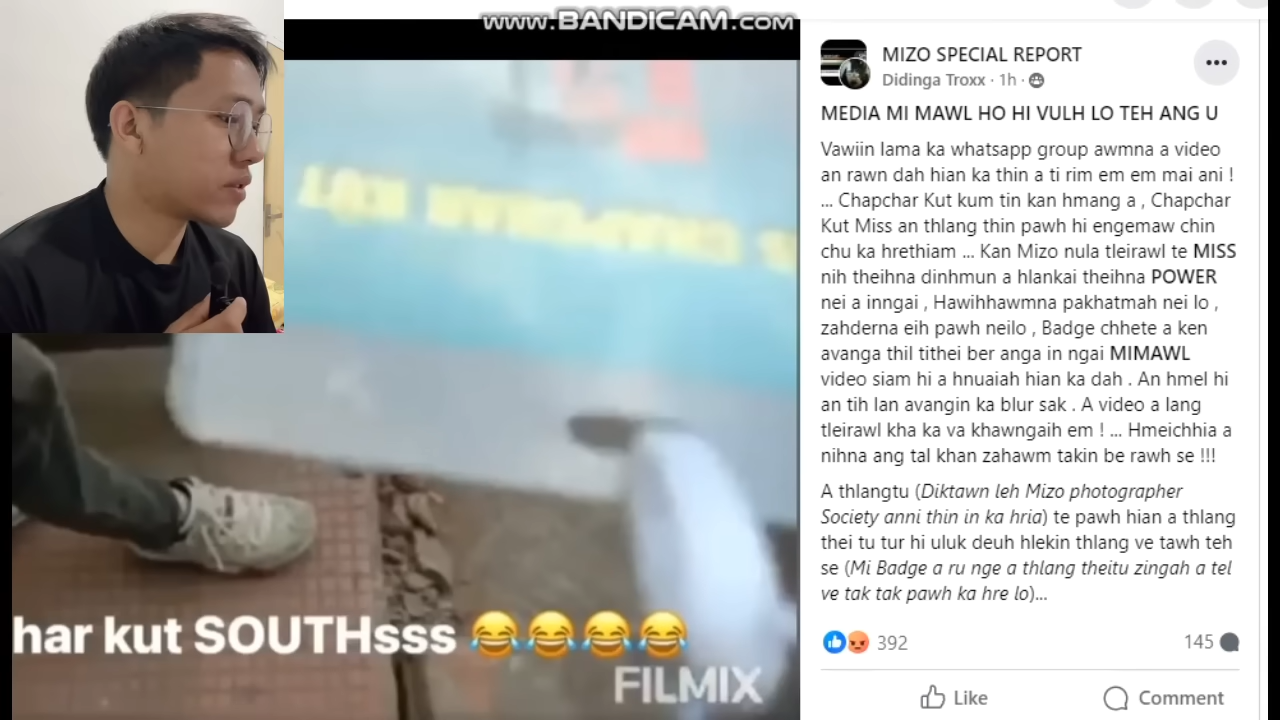 www.BANDICAM.com
CHAPCHAR KUT
har kut SOUTHsss 😂😂😂😂
FILMIX
MIZO SPECIAL REPORT
Didinga Troxx · 1h ·
MEDIA MI MAWL HO HI VULH LO TEH ANG U
Vawiin lama ka whatsapp group awmna a video
an rawn dah hian ka thin a ti rim em em mai ani !
... Chapchar Kut kum tin kan hmang a , Chapchar
Kut Miss an thlang thin pawh hi engemaw chin
chu ka hrethiam ... Kan Mizo nula tleirawl te MISS
nih theihna dinhmun a hlankai theihna POWER
nei a inngai , Hawihhawmna pakhatmah nei lo ,
zahderna eih pawh neilo , Badge chhete a ken
avanga thil tithei ber anga in ngai MIMAWL
video siam hi a hnuaiah hian ka dah . An hmel hi
an tih lan avangin ka blur sak . A video a lang
tleirawl kha ka va khawngaih em ! ... Hmeichhia a
nihna ang tal khan zahawm takin be rawh se !!!
A thlangtu (Diktawn leh Mizo photographer
Society anni thin in ka hria) te pawh hian a thlang
thei tu tur hi uluk deuh hlekin thlang ve tawh teh
se (Mi Badge a ru nge a thlang theitu zingah a tel
ve tak tak pawh ka hre lo)...
392
145
Like
Comment